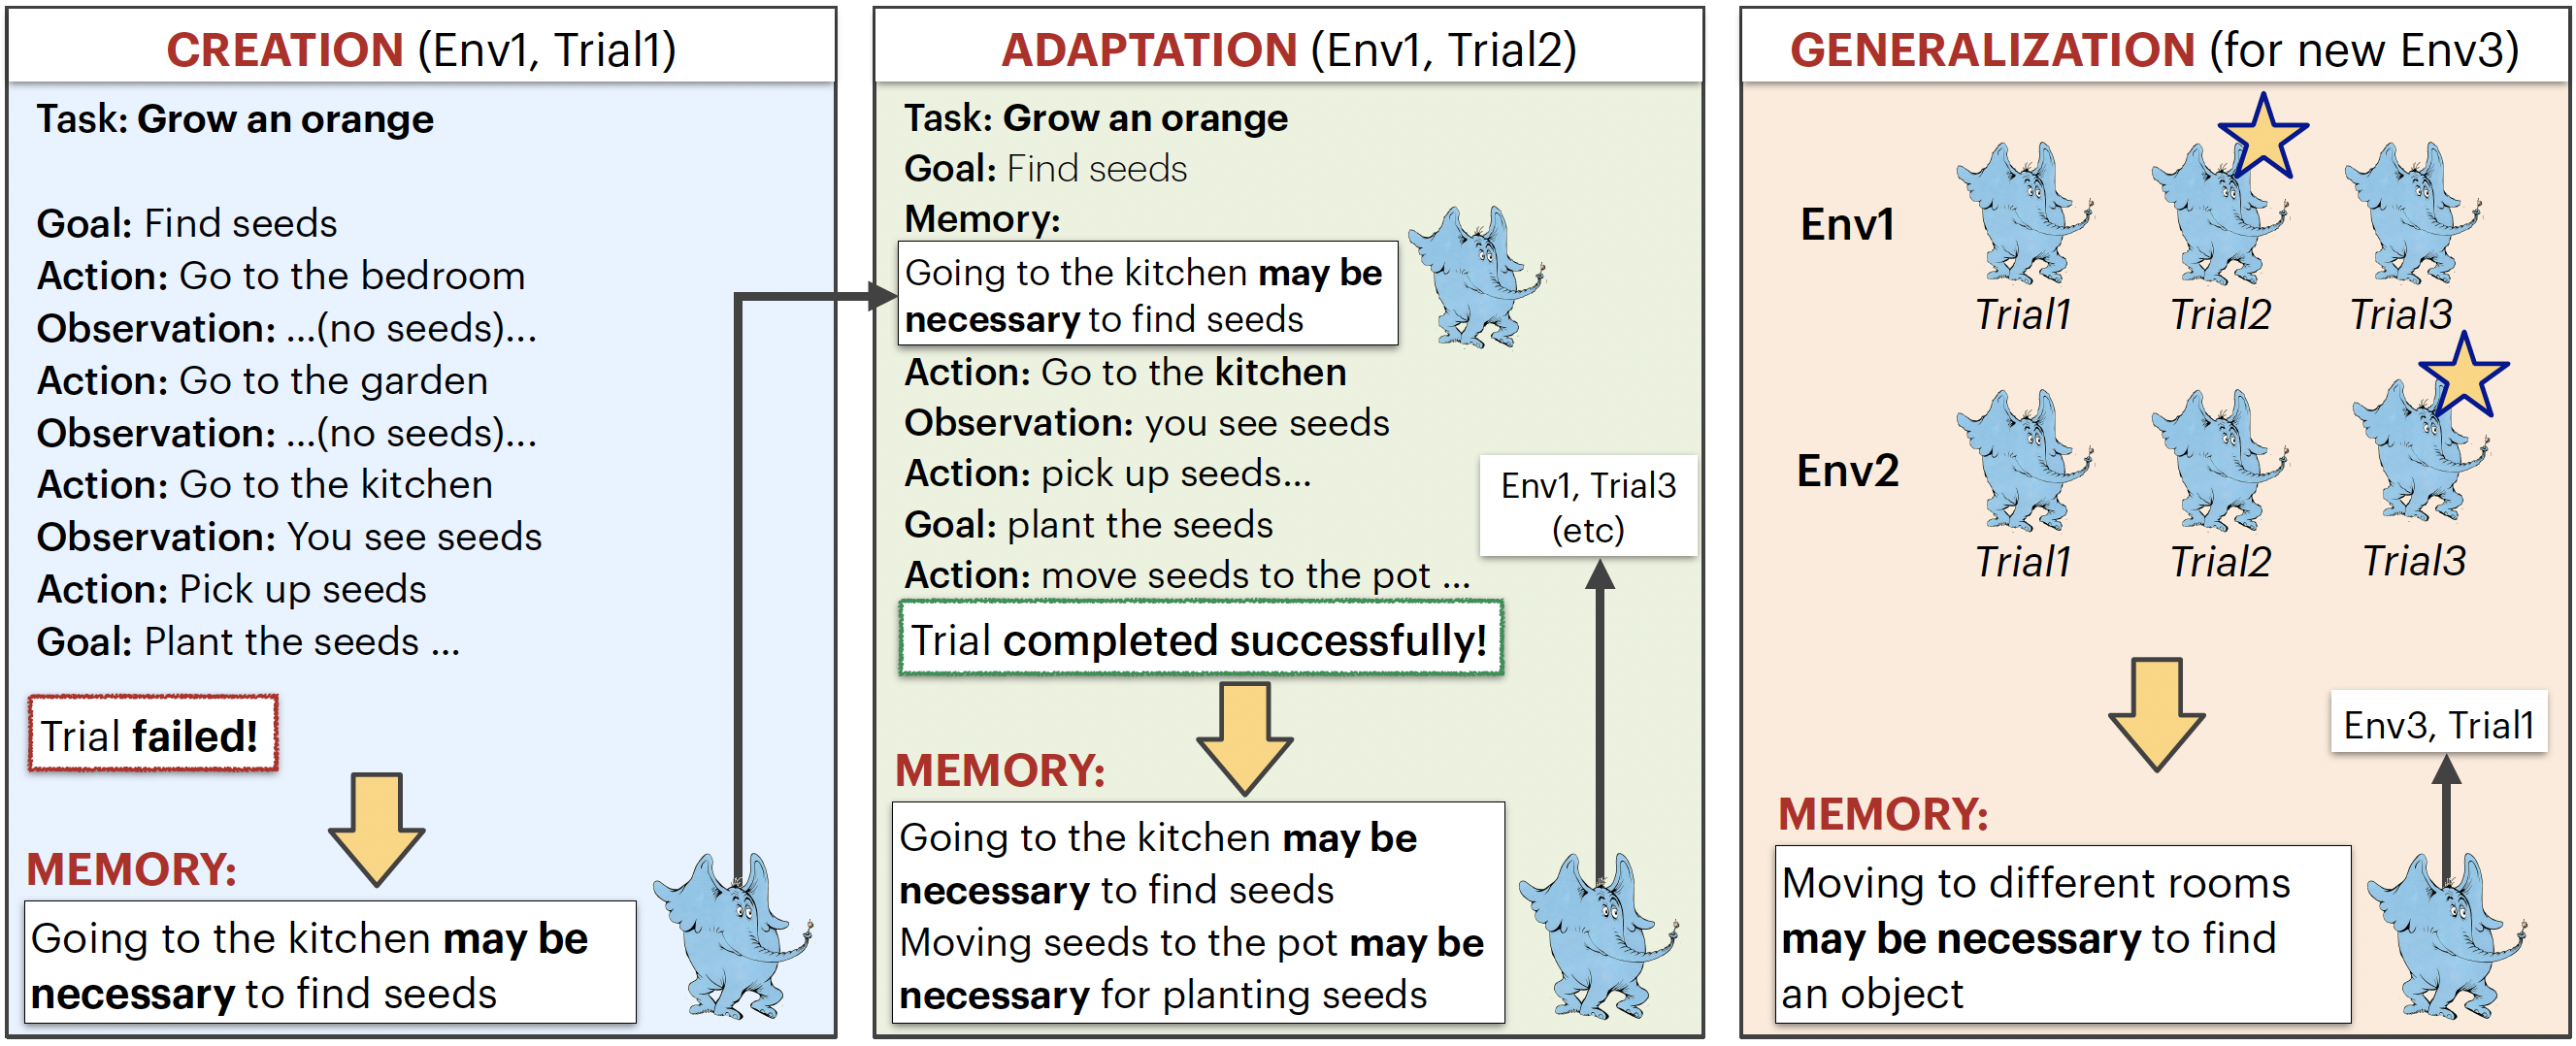 CREATION (Env1, Trial1)
Task: Grow an orange
Goal: Find seeds
Action: Go to the bedroom
Observation: ...(no seeds)...
Action: Go to the garden
Observation: ...(no seeds)...
Action: Go to the kitchen
Observation: You see seeds
Action: Pick up seeds
Goal: Plant the seeds ...
Trial failed!
MEMORY:
Going to the kitchen may be
necessary to find seeds
ADAPTATION (Env1, Trial2)
Task: Grow an orange
Goal: Find seeds
Memory:
Going to the kitchen may be
necessary to find seeds
Action: Go to the kitchen
Observation: you see seeds
Action: pick up seeds...
Goal: plant the seeds
Action: move seeds to the pot ...
Trial completed successfully!
Env1, Trial3
(etc)
MEMORY:
Going to the kitchen may be
necessary to find seeds
Moving seeds to the pot may be
necessary for planting seeds
GENERALIZATION (for new Env3)
Env1
Trial1 Trial2 Trial3
Env2
Trial1 Trial2 Trial3
Env3, Trial1
MEMORY:
Moving to different rooms
may be necessary to find
an object